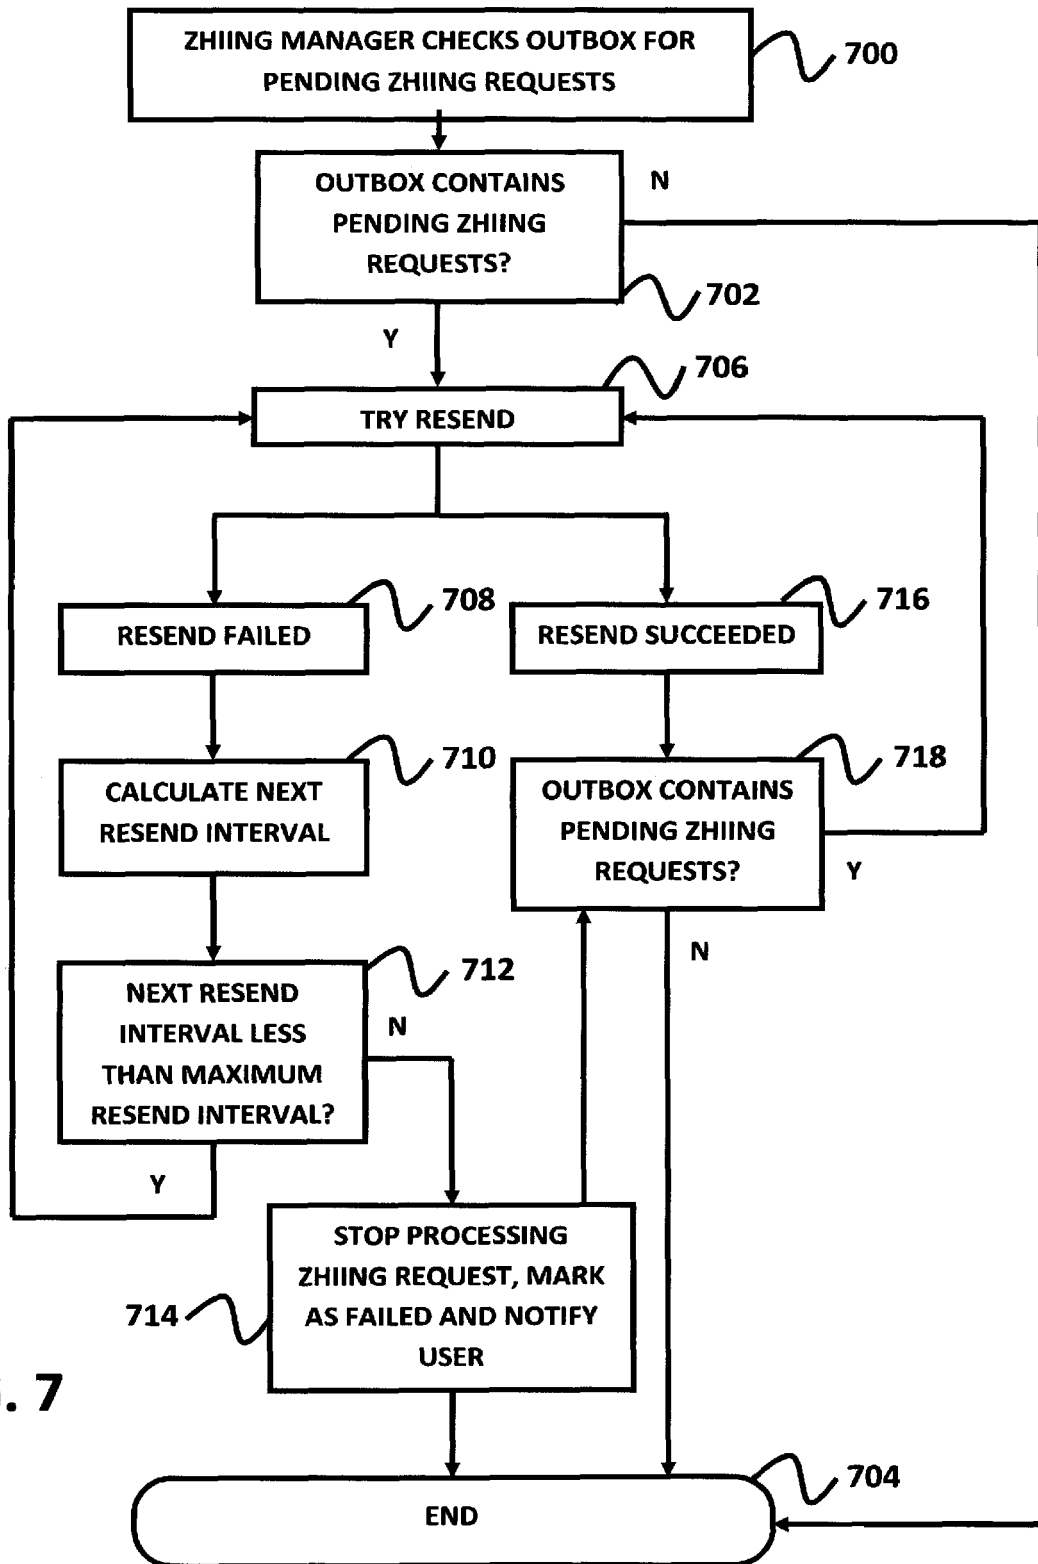 ZHIING MANAGER CHECKS OUTBOX FOR
PENDING ZHIING REQUESTS
700
OUTBOX CONTAINS
PENDING ZHIING
REQUESTS?
N
702
Y
706
TRY RESEND
708
RESEND FAILED
716
RESEND SUCCEEDED
710
CALCULATE NEXT
RESEND INTERVAL
718
OUTBOX CONTAINS
PENDING ZHIING
REQUESTS?
Y
N
712
NEXT RESEND
INTERVAL LESS
THAN MAXIMUM
RESEND INTERVAL?
N
Y
STOP PROCESSING
ZHIING REQUEST, MARK
AS FAILED AND NOTIFY
USER
714
. 7
704
END